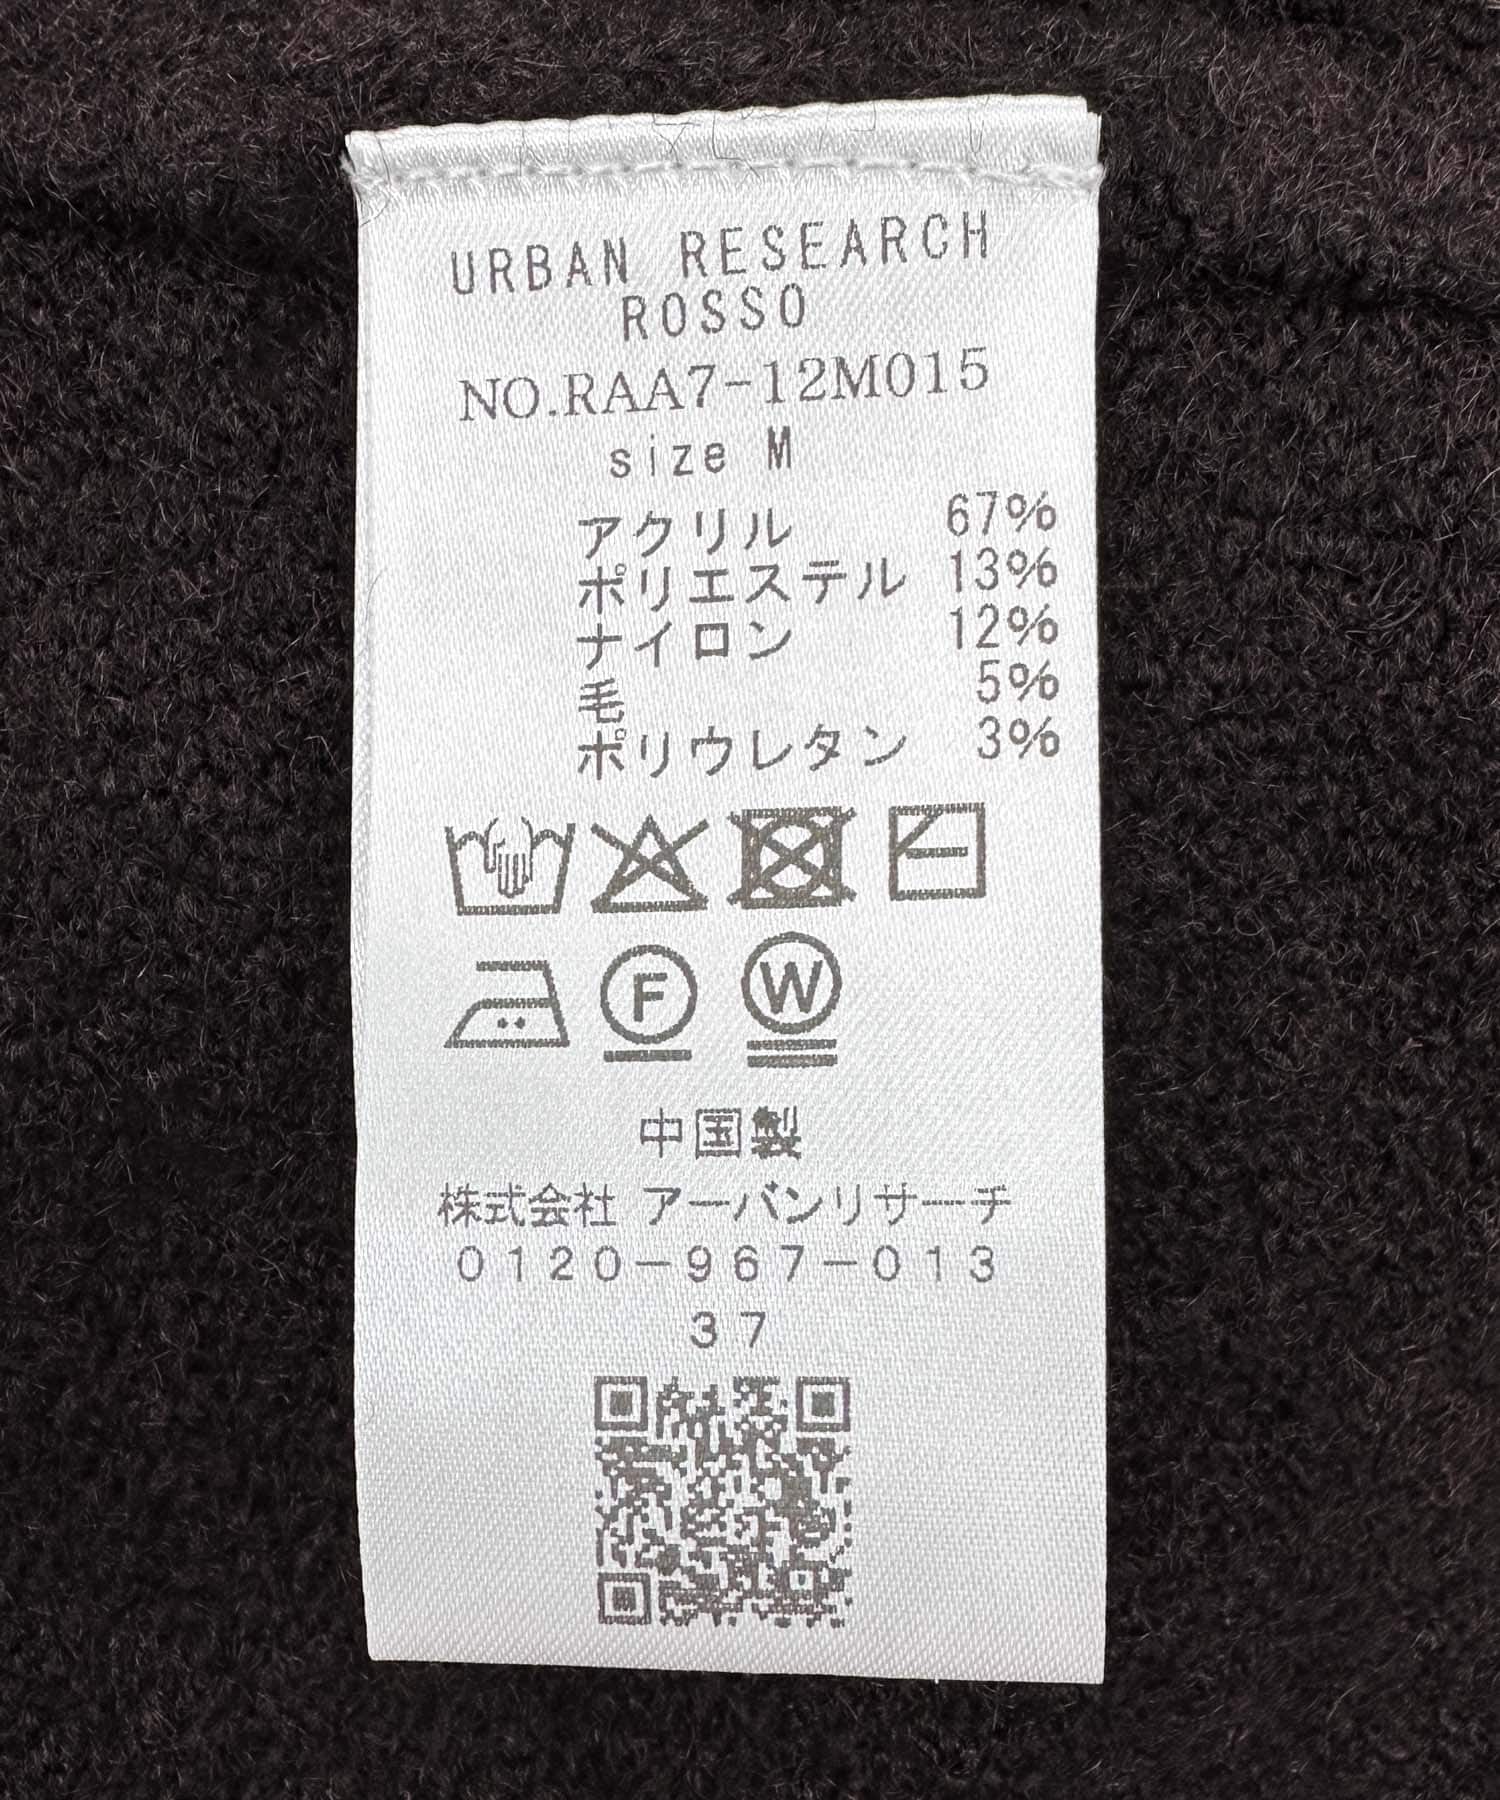 URBAN RESEARCH
ROSSO
NO.RAA7-12M015
size M
アクリル 67%
ポリエステル 13%
ナイロン 12%
毛 5%
ポリウレタン 3%
F W
中国製
株式会社 アーバンリサーチ
0120-967-013
37